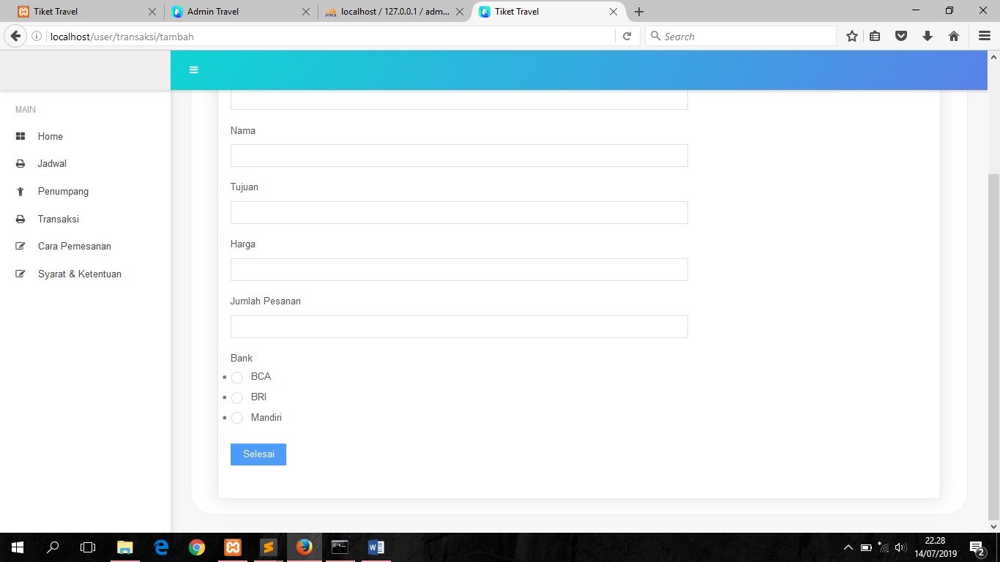 Tiket Travel
Admin Travel
localhost / 127.0.0.1 / adm...
Tiket Travel
localhost/user/transaksi/tambah
Search
MAIN
Home
Jadwal
Penumpang
Transaksi
Cara Pemesanan
Syarat & Ketentuan
Nama
Tujuan
Harga
Jumlah Pesanan
Bank
BCA
BRI
Mandiri
Selesai
22.28
14/07/2019
2